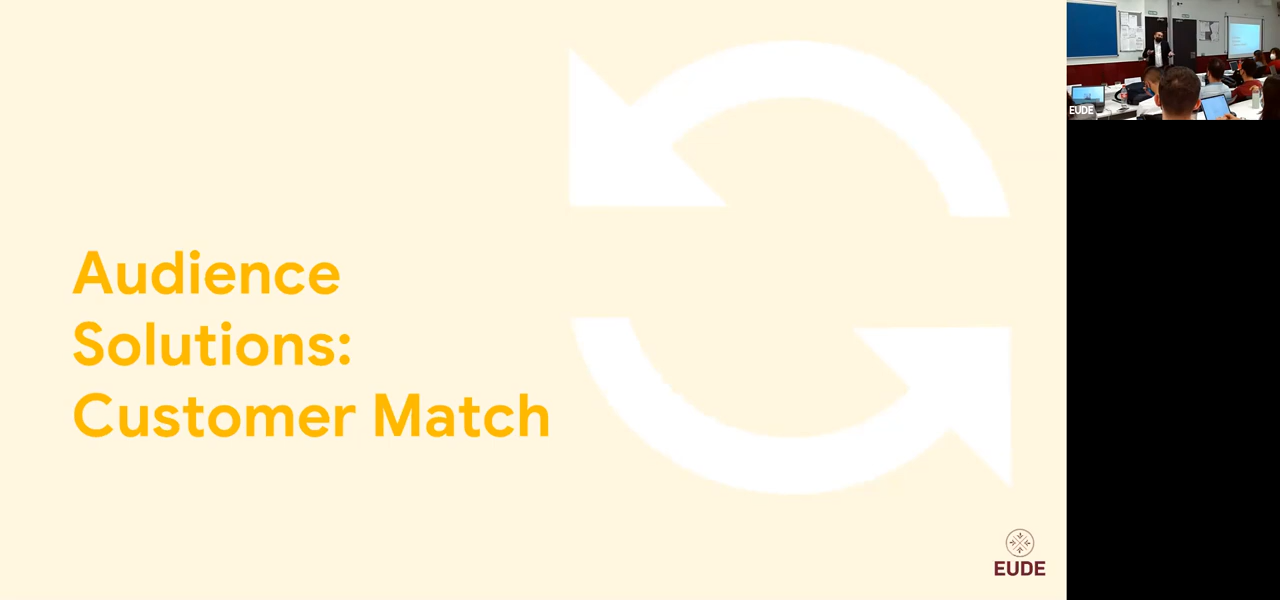 Audience
Solutions:
Customer Match
EUDE
EUDE